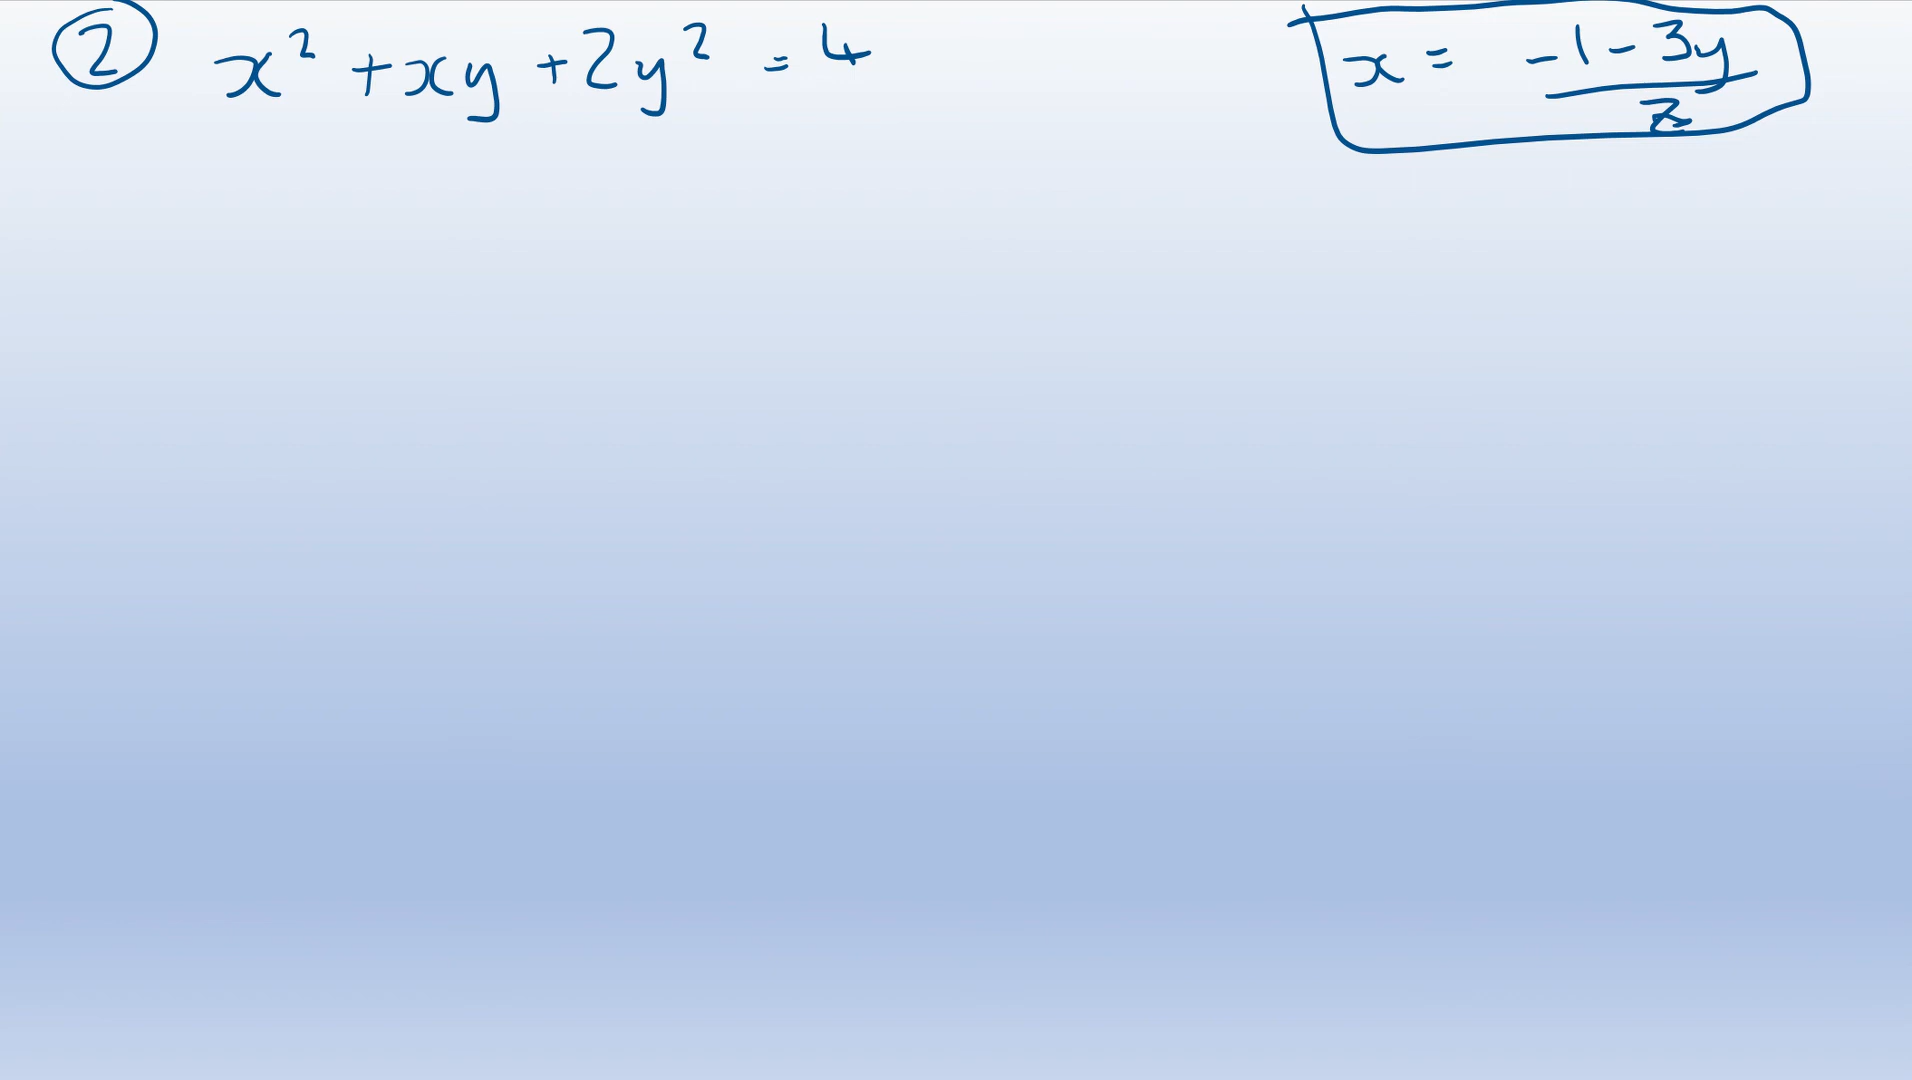 ② x² + xy + 2y² = 4
x = (-1 - 3y)/2